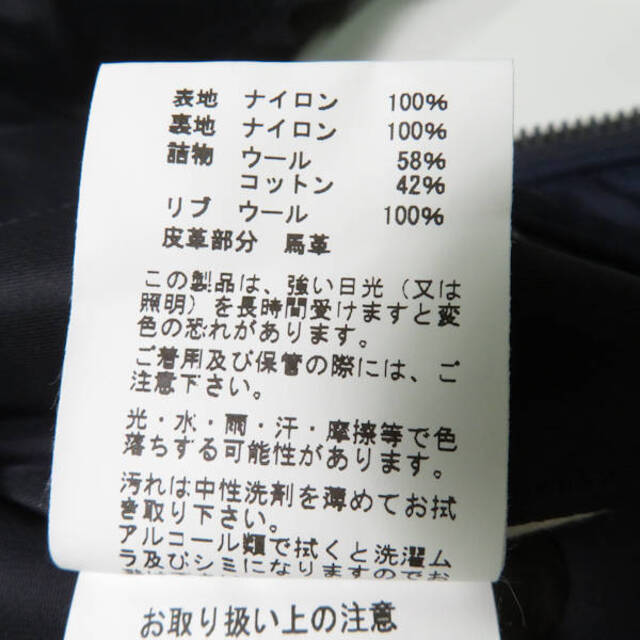 表地 ナイロン 100%
裏地 ナイロン 100%
詰物 ウール 58%
コットン 42%
リブ ウール 100%
皮革部分 馬革
この製品は、強い日光（又は
照明）を長時間受けますと変
色の恐れがあります。
ご着用及び保管の際には、ご
注意下さい。
光・水・雨・汗・摩擦等で色
落ちする可能性があります。
汚れは中性洗剤を薄めてお拭
き取り下さい。
アルコール類で拭くと洗濯ム
ラ及びシミになりますのでお
お取り扱い上の注意